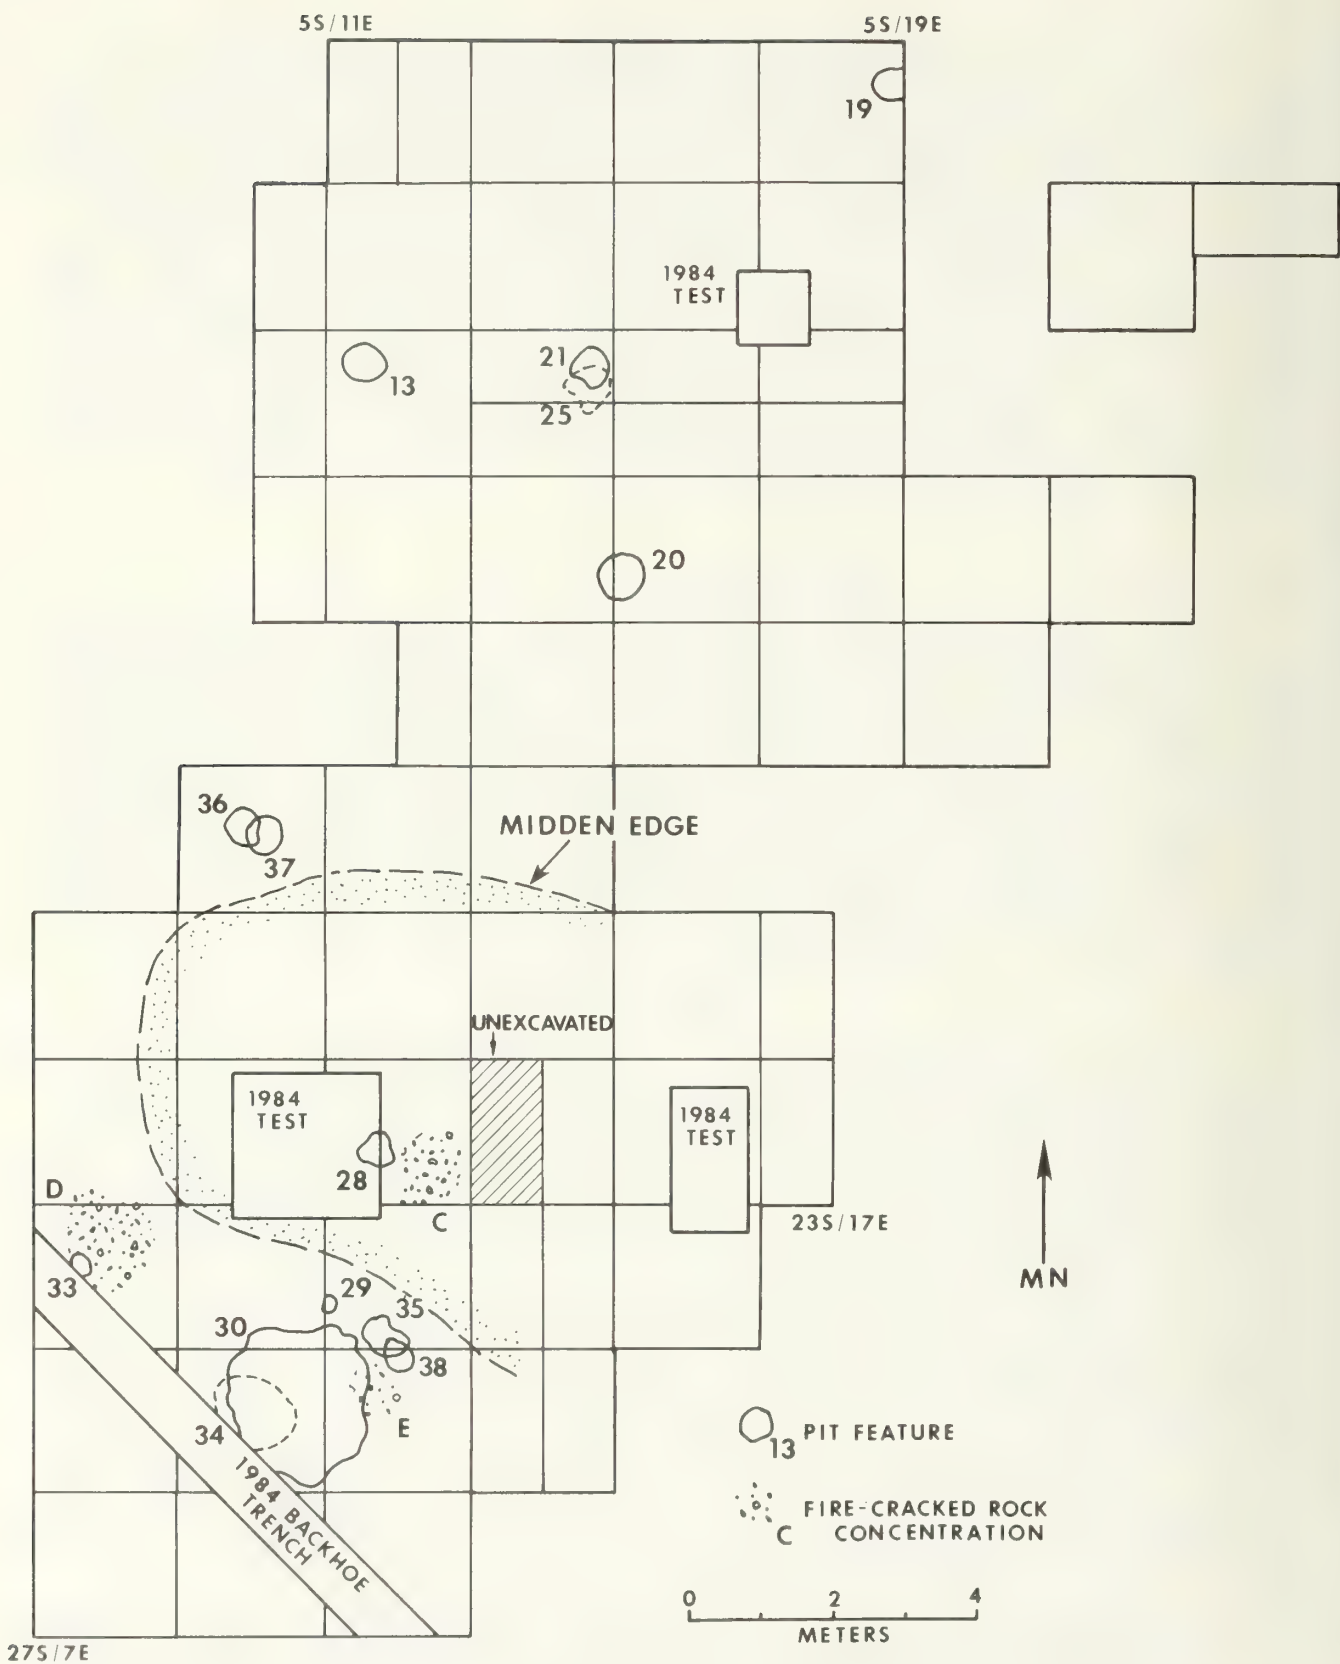 5S/11E
5S/19E
19
1984
TEST
21
13
25
20
36
MIDDEN EDGE
37
UNEXCAVATED
1984
TEST
1984
TEST
28
D
C
23S/17E
33
29
35
30
38
MN
E
34
13 PIT FEATURE
1984 BACKHOE
TRENCH
FIRE-CRACKED ROCK
C CONCENTRATION
0 2 4
METERS
27S/7E